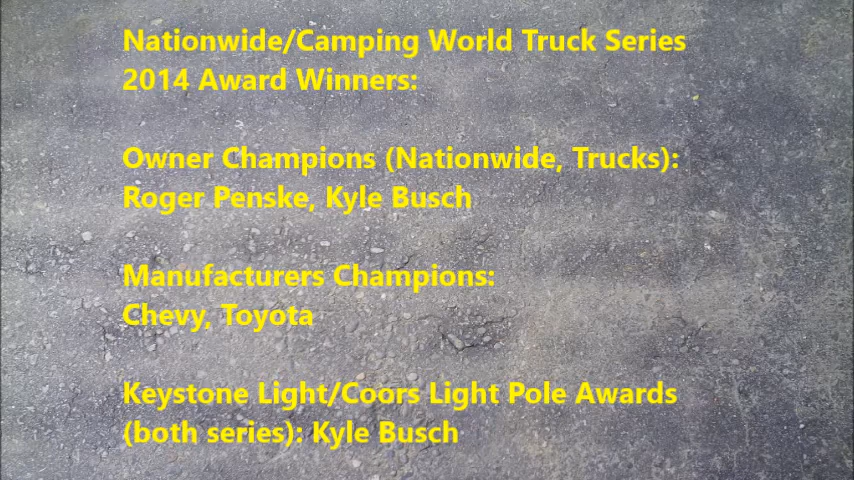 Nationwide/Camping World Truck Series
2014 Award Winners:
Owner Champions (Nationwide, Trucks):
Roger Penske, Kyle Busch
Manufacturers Champions:
Chevy, Toyota
Keystone Light/Coors Light Pole Awards
(both series): Kyle Busch